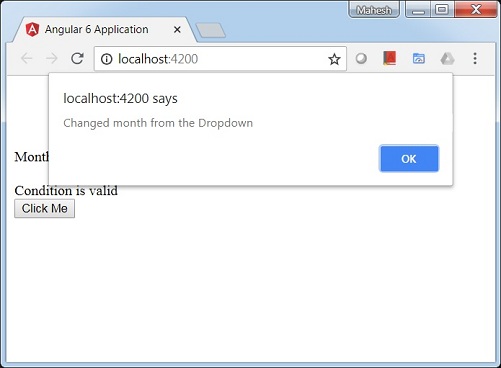 Mahesh
Angular 6 Application
localhost:4200
localhost:4200 says
Changed month from the Dropdown
OK
Month
Condition is valid
Click Me